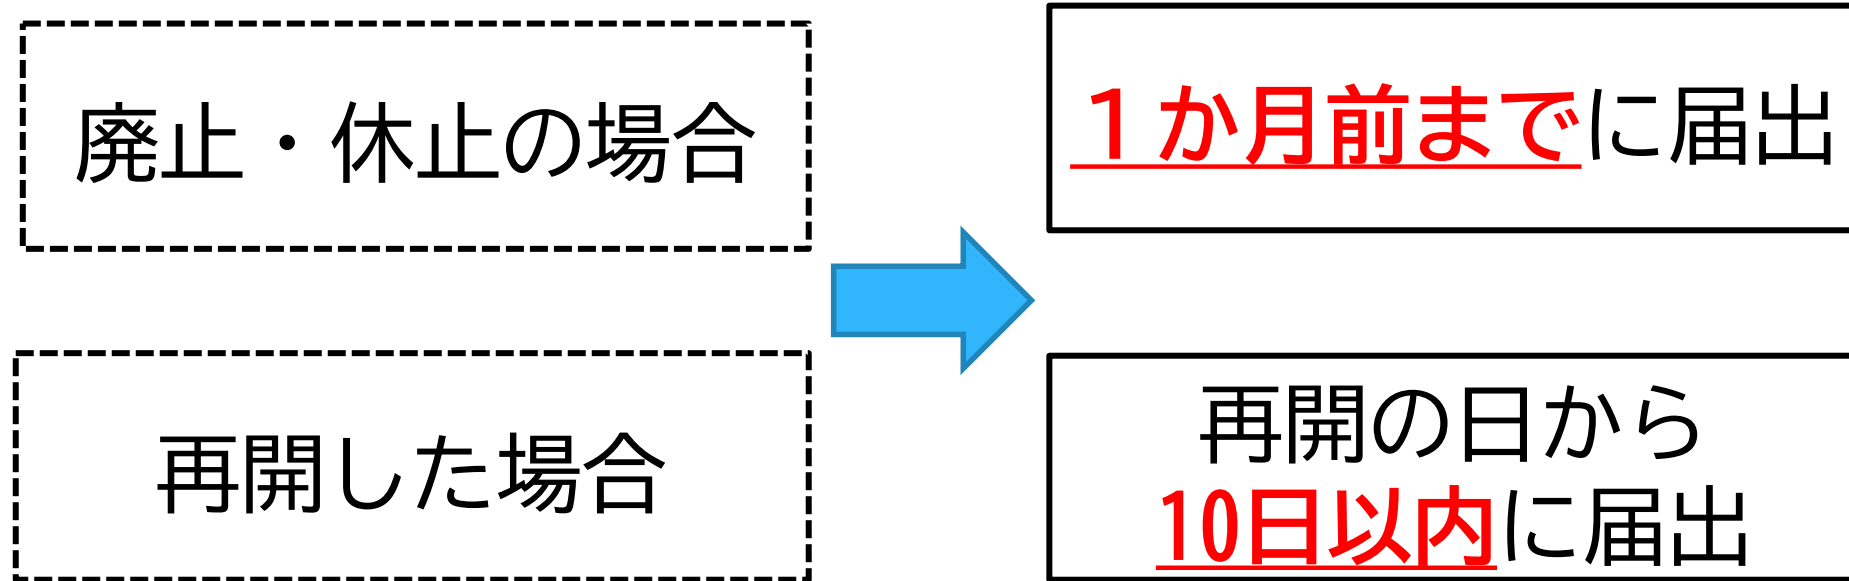 廃止・休止の場合
１か月前までに届出
再開した場合
再開の日から
10日以内に届出